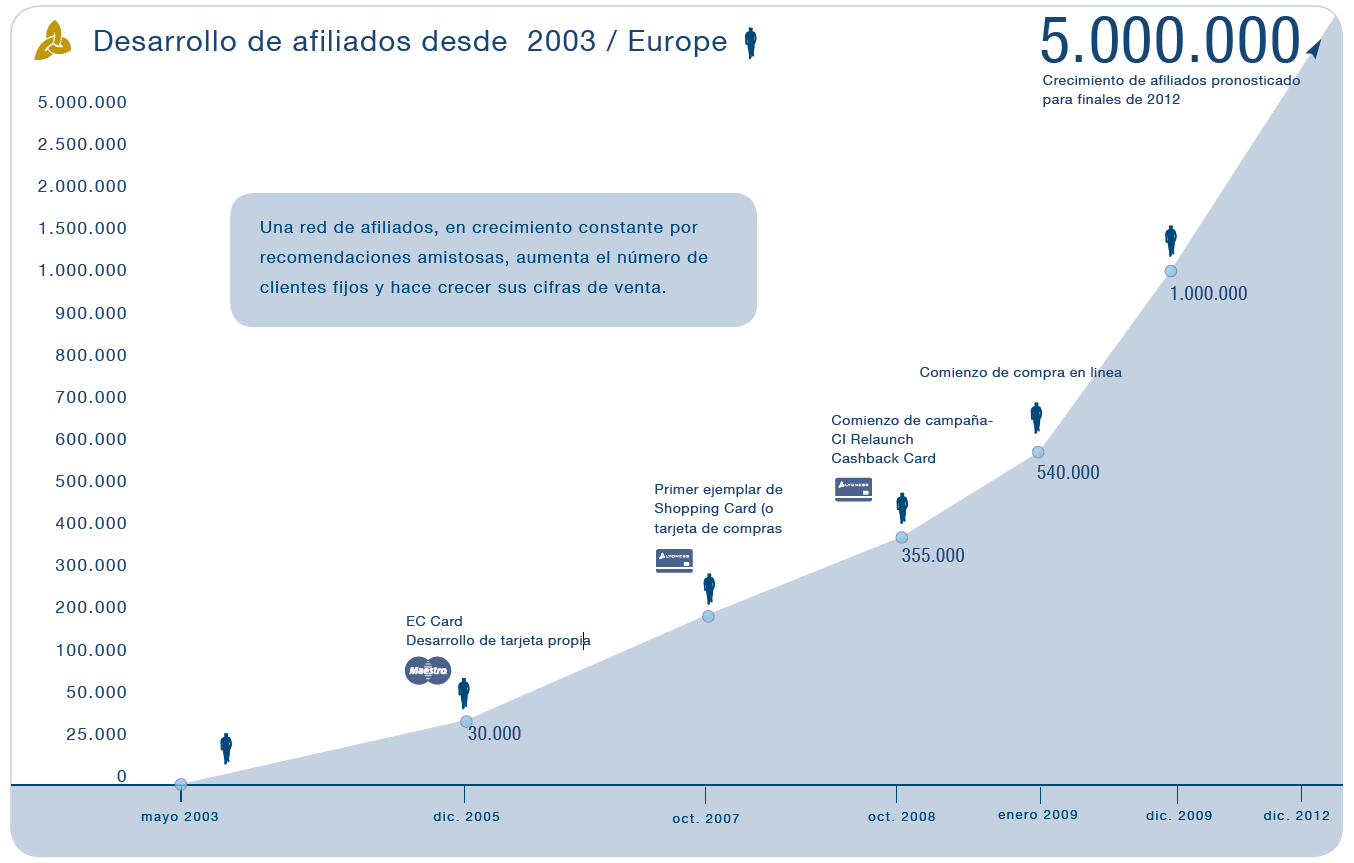 Desarrollo de afiliados desde 2003 / Europe
5.000.000
Crecimiento de afiliados pronosticado
para finales de 2012
5.000.000
2.500.000
2.000.000
1.500.000
1.000.000
900.000
800.000
700.000
600.000
500.000
400.000
300.000
200.000
100.000
50.000
25.000
0
Una red de afiliados, en crecimiento constante por
recomendaciones amistosas, aumenta el número de
clientes fijos y hace crecer sus cifras de venta.
1.000.000
Comienzo de compra en linea
540.000
Comienzo de campaña-
CI Relaunch
Cashback Card
LYONESS
355.000
Primer ejemplar de
Shopping Card (o
tarjeta de compras
LYONESS
EC Card
Desarrollo de tarjeta propia
Maestro
30.000
mayo 2003
dic. 2005
oct. 2007
oct. 2008
enero 2009
dic. 2009
dic. 2012